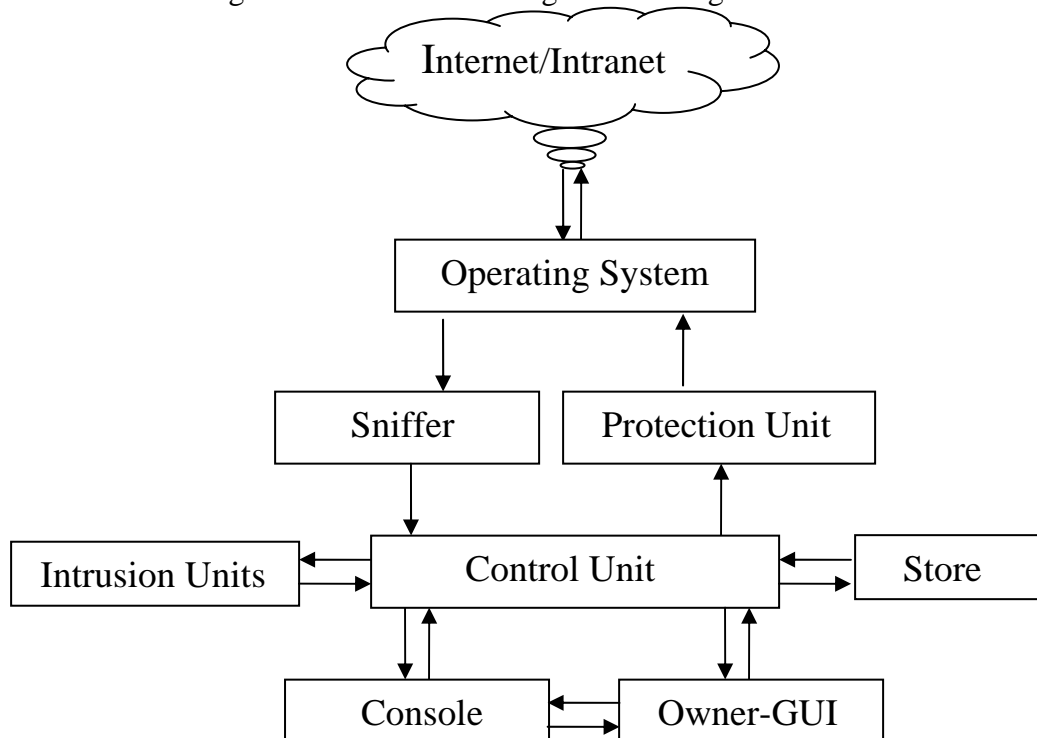 Internet/Intranet
Operating System
Sniffer Protection Unit
Intrusion Units Control Unit Store
Console Owner-GUI